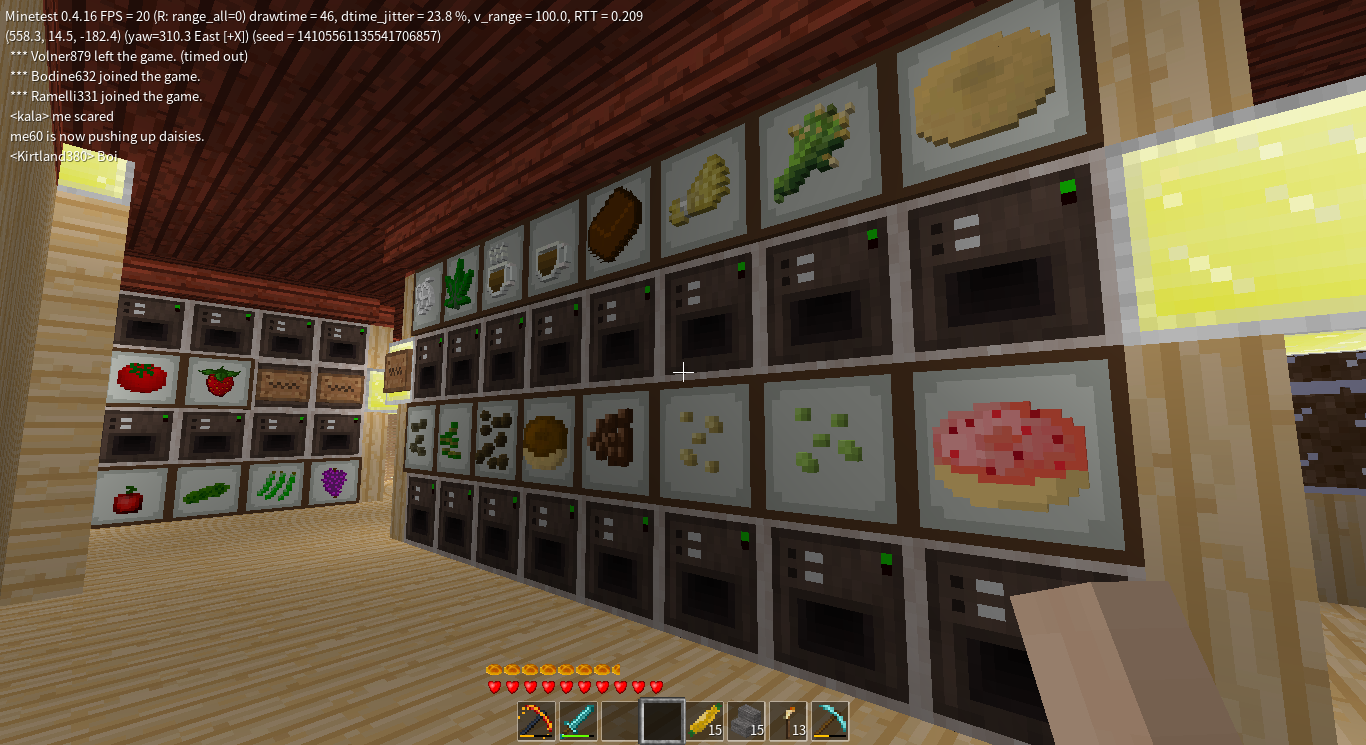 Minetest 0.4.16 FPS = 20 (R: range_all=0) drawtime = 46, dtime_jitter = 23.8 %, v_range = 100.0, RTT = 0.209
(558.3, 14.5, -182.4) (yaw=310.3 East [+X]) (seed = 14105561135541706857)
*** Volner879 left the game. (timed out)
*** Bodine632 joined the game.
*** Ramelli331 joined the game.
<kala> me scared
me60 is now pushing up daisies.
<Kirtland380> Boi
15 15 13